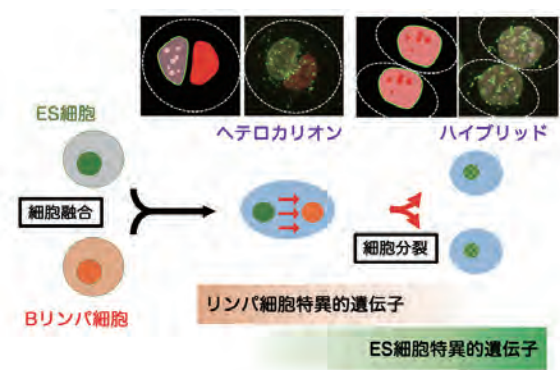 ヘテロカリオン
ハイブリッド
ES細胞
細胞融合
Bリンパ細胞
細胞分裂
リンパ細胞特異的遺伝子
ES細胞特異的遺伝子